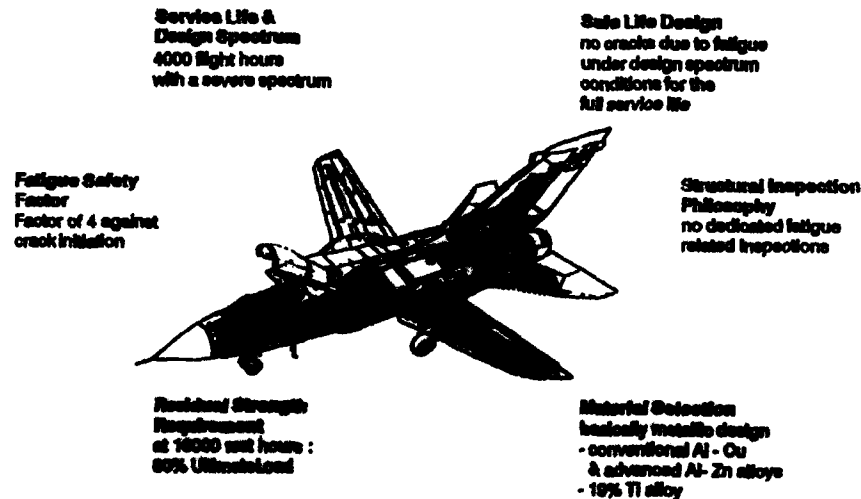 Service Life &
Design Spectrum
4000 flight hours
with a severe spectrum
Safe Life Design
no cracks due to fatigue
under design spectrum
conditions for the
full service life
Fatigue Safety
Factor
Factor of 4 against
crack initiation
Structural Inspection
Philosophy
no dedicated fatigue
related inspections
Residual Strength
Requirement
at 16000 test hours :
80% Ultimate Load
Material Selection
basically metallic design
- conventional Al - Cu
& advanced Al- Zn alloys
- 19% Ti alloy